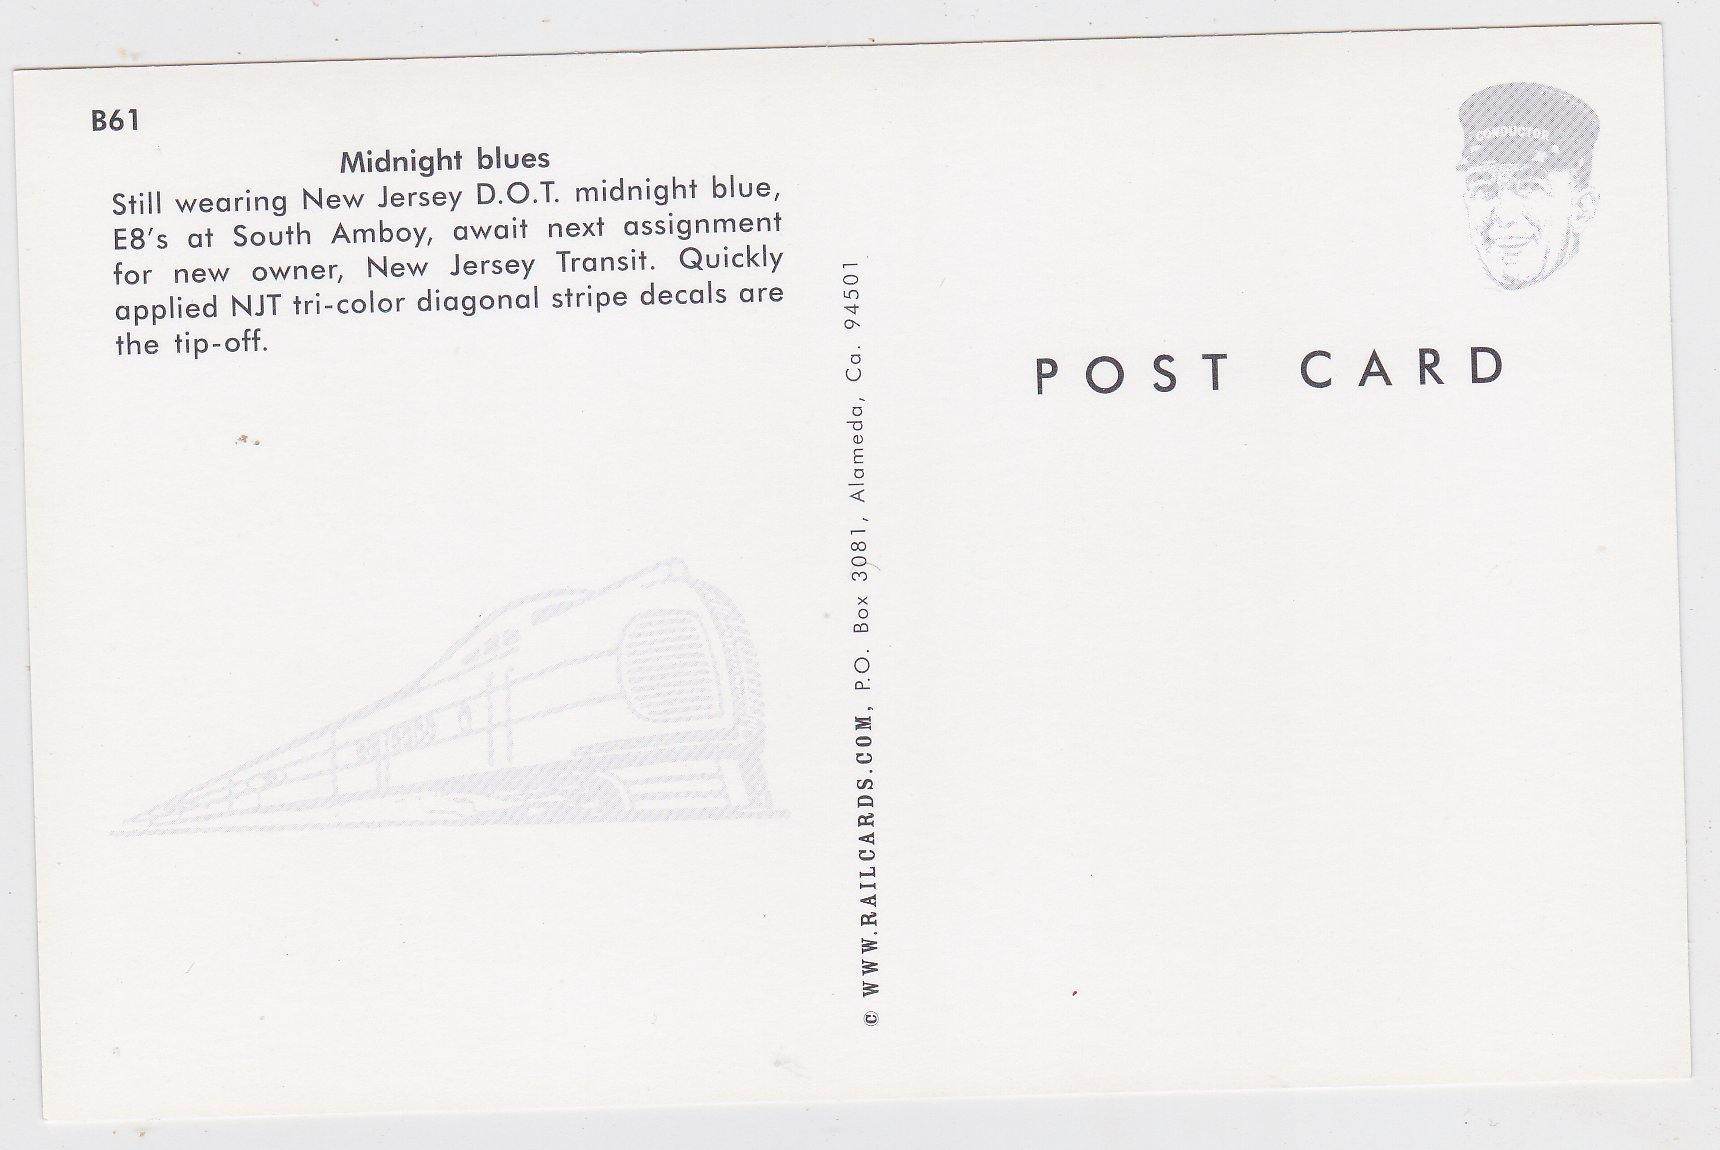 B61
Midnight blues
Still wearing New Jersey D.O.T. midnight blue,
E8's at South Amboy, await next assignment
for new owner, New Jersey Transit. Quickly
applied NJT tri-color diagonal stripe decals are
the tip-off.
© WWW.RAILCARDS.COM, P.O. Box 3081, Alameda, Ca. 94501
CONDUCTOR
POST CARD